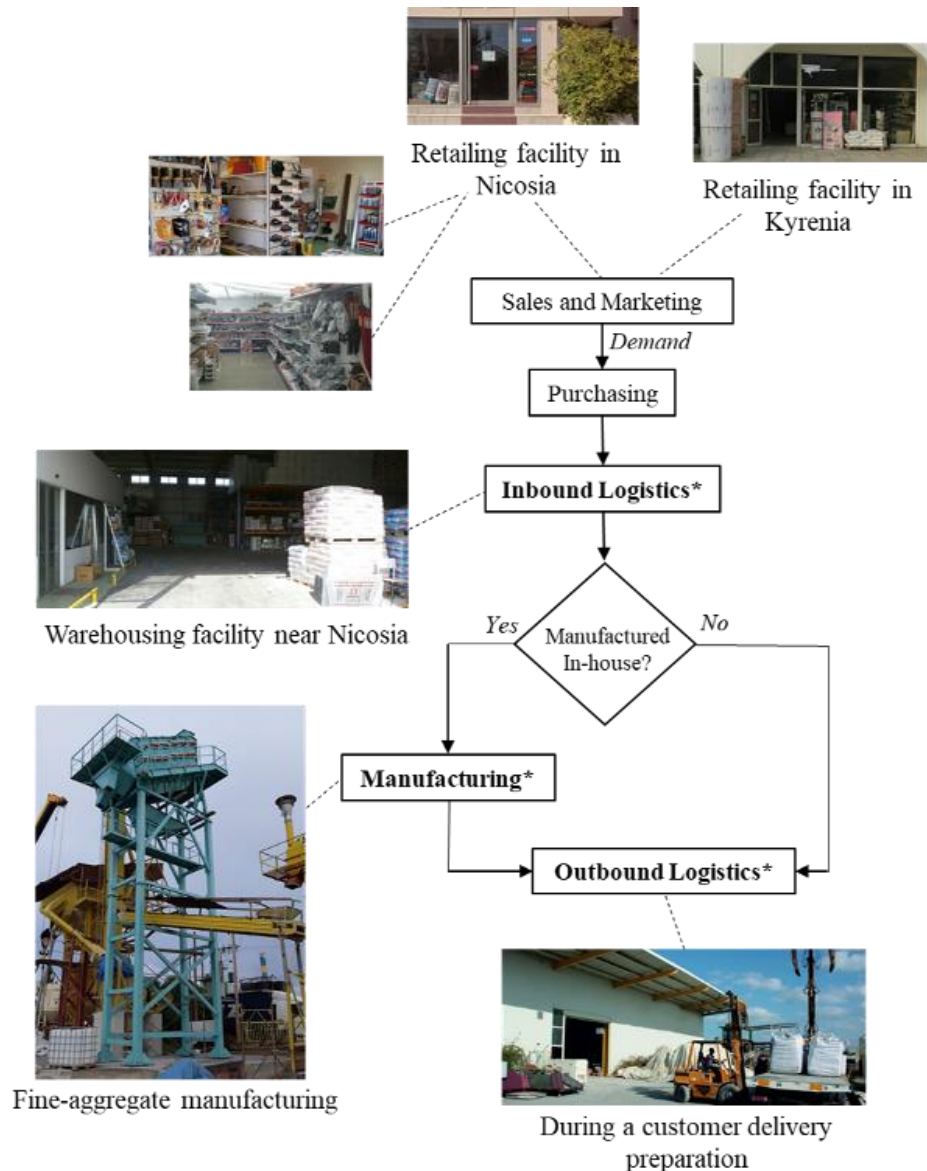 Retailing facility in
Nicosia
Retailing facility in
Kyrenia
Sales and Marketing
Demand
Purchasing
Inbound Logistics*
Warehousing facility near Nicosia
Yes
No
Manufactured
In-house?
Manufacturing*
Outbound Logistics*
Fine-aggregate manufacturing
During a customer delivery
preparation